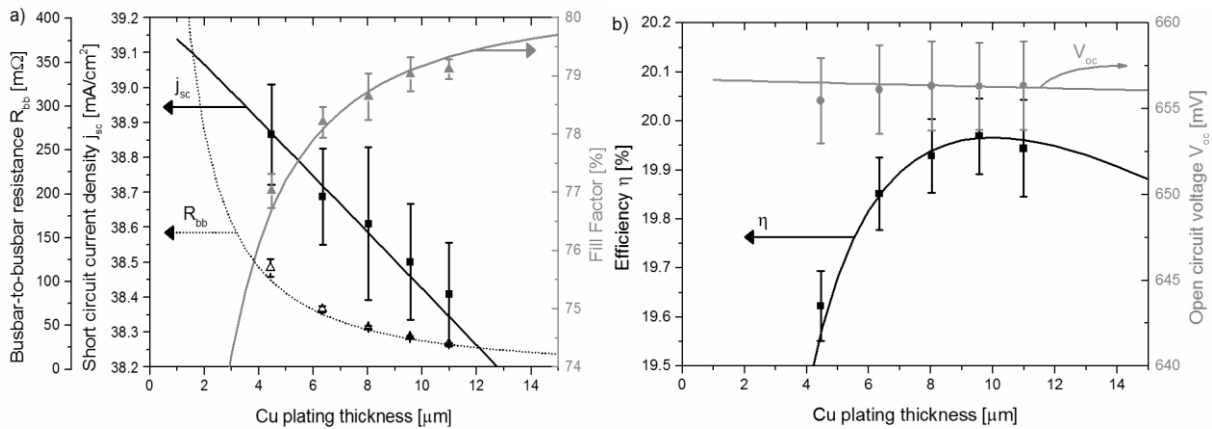 a)
Busbar-to-busbar resistance R_bb [mΩ]
400
350
300
250
200
150
100
50
0
Short circuit current density j_sc [mA/cm²]
39.2
39.1
39.0
38.9
38.8
38.7
38.6
38.5
38.4
38.3
38.2
j_sc
R_bb
80
79
78
77
76
75
74
Fill Factor [%]
0 2 4 6 8 10 12 14
Cu plating thickness [µm]
b)
Efficiency η [%]
20.2
20.1
20.0
19.9
19.8
19.7
19.6
19.5
V_oc
η
660
655
650
645
640
Open circuit voltage V_oc [mV]
0 2 4 6 8 10 12 14
Cu plating thickness [µm]